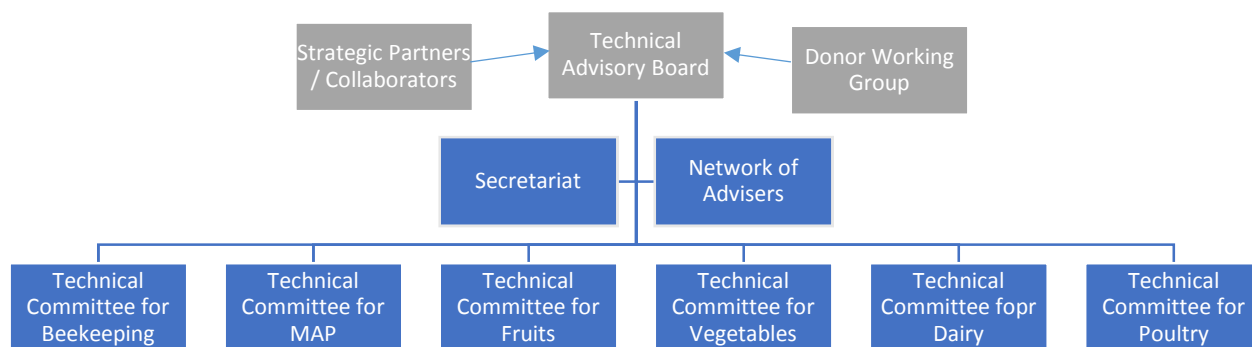 Strategic Partners
/ Collaborators
Technical
Advisory Board
Donor Working
Group
Secretariat
Network of
Advisers
Technical
Committee for
Beekeeping
Technical
Committee for
MAP
Technical
Committee for
Fruits
Technical
Committee for
Vegetables
Technical
Committee fopr
Dairy
Technical
Committee for
Poultry